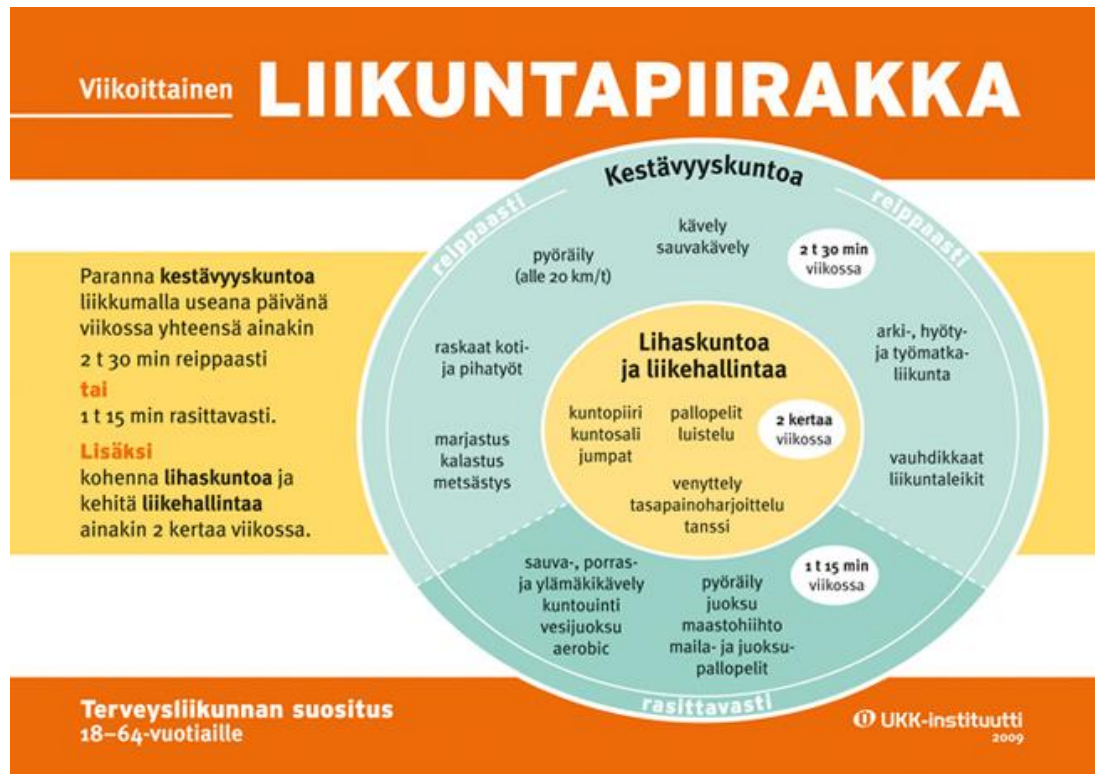 Viikoittainen LIIKUNTAPIIRAKKA
Paranna kestävyyskuntoa
liikkumalla useana päivänä
viikossa yhteensä ainakin
2 t 30 min reippaasti
tai
1 t 15 min rasittavasti.
Lisäksi
kohenna lihaskuntoa ja
kehitä liikehallintaa
ainakin 2 kertaa viikossa.
Kestävyyskuntoa
reippaasti
reippaasti
kävely
sauvakävely
2 t 30 min
viikossa
pyöräily
(alle 20 km/t)
raskaat koti-
ja pihatyöt
arki-, hyöty-
ja työmatka-
liikunta
marjastus
kalastus
metsästys
vauhdikkaat
liikuntaleikit
Lihaskuntoa
ja liikehallintaa
kuntopiiri
kuntosali
jumpat
pallopelit
luistelu
2 kertaa
viikossa
venyttely
tasapainoharjoittelu
tanssi
sauva-, porras-
ja ylämäkikävely
kuntouinti
vesijuoksu
aerobic
pyöräily
juoksu
maastohiihto
maila- ja juoksu-
pallopelit
1 t 15 min
viikossa
rasittavasti
Terveysliikunnan suositus
18–64-vuotiaille
UKK-instituutti
2009